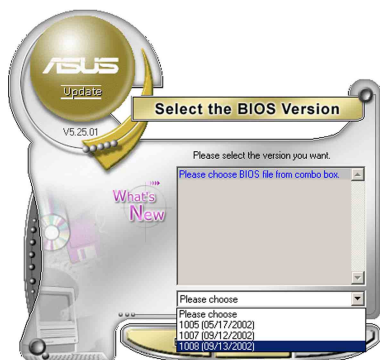 ASUS
Update
V5.25.01
Select the BIOS Version
Please select the version you want.
Please choose BIOS file from combo box.
What's
New
Please choose
Please choose
1005 (05/17/2002)
1007 (09/12/2002)
1008 (09/13/2002)